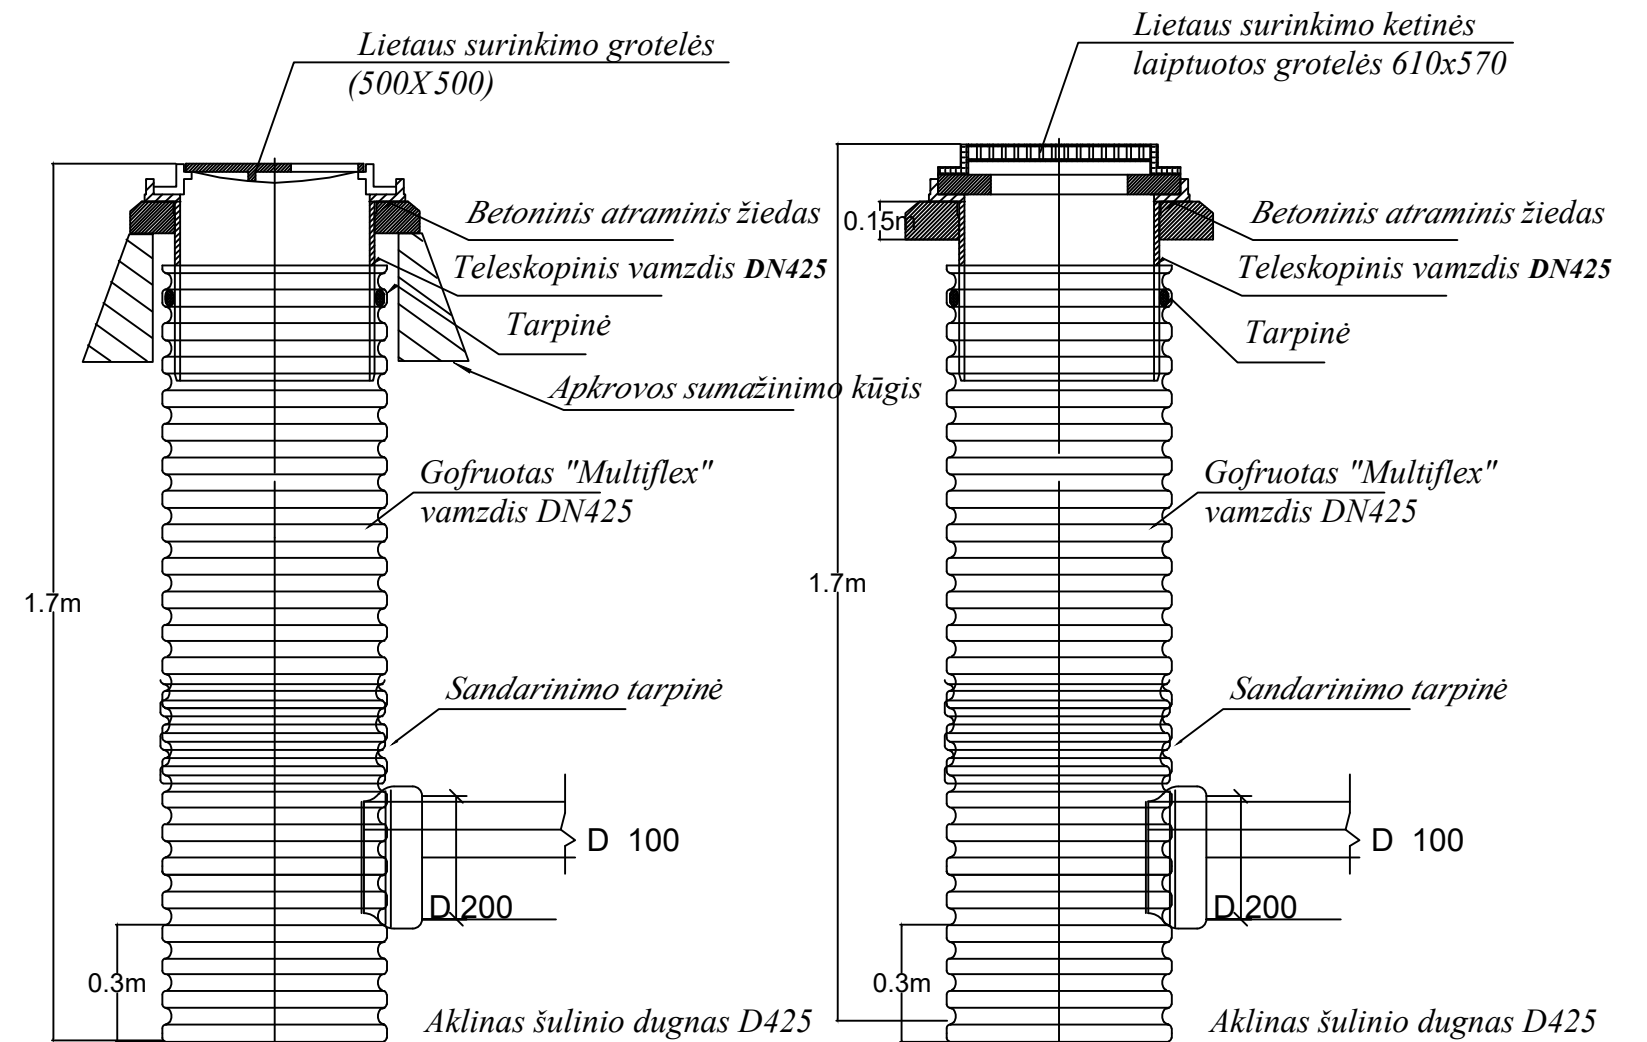 Lietaus surinkimo grotelės
(500X500)
Betoninis atraminis žiedas
Teleskopinis vamzdis DN425
Tarpinė
Apkrovos sumažinimo kūgis
Gofruotas "Multiflex"
vamzdis DN425
1.7m
Sandarinimo tarpinė
D 100
D 200
0.3m
Aklinas šulinio dugnas D425
Lietaus surinkimo ketinės
laiptuotos grotelės 610x570
0.15m
Betoninis atraminis žiedas
Teleskopinis vamzdis DN425
Tarpinė
Gofruotas "Multiflex"
vamzdis DN425
1.7m
Sandarinimo tarpinė
D 100
D 200
0.3m
Aklinas šulinio dugnas D425